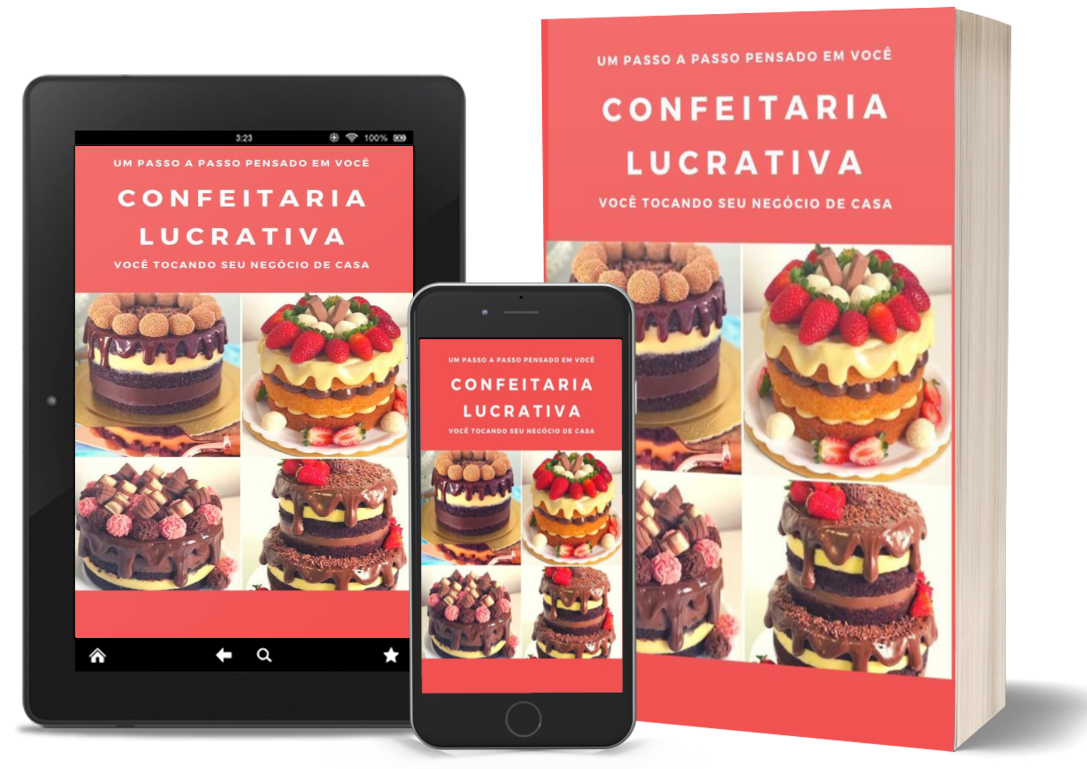 3:23 100%
UM PASSO A PASSO PENSADO EM VOCÊ
CONFEITARIA
LUCRATIVA
VOCÊ TOCANDO SEU NEGÓCIO DE CASA
UM PASSO A PASSO PENSADO EM VOCÊ
CONFEITARIA
LUCRATIVA
VOCÊ TOCANDO SEU NEGÓCIO DE CASA
UM PASSO A PASSO PENSADO EM VOCÊ
CONFEITARIA
LUCRATIVA
VOCÊ TOCANDO SEU NEGÓCIO DE CASA